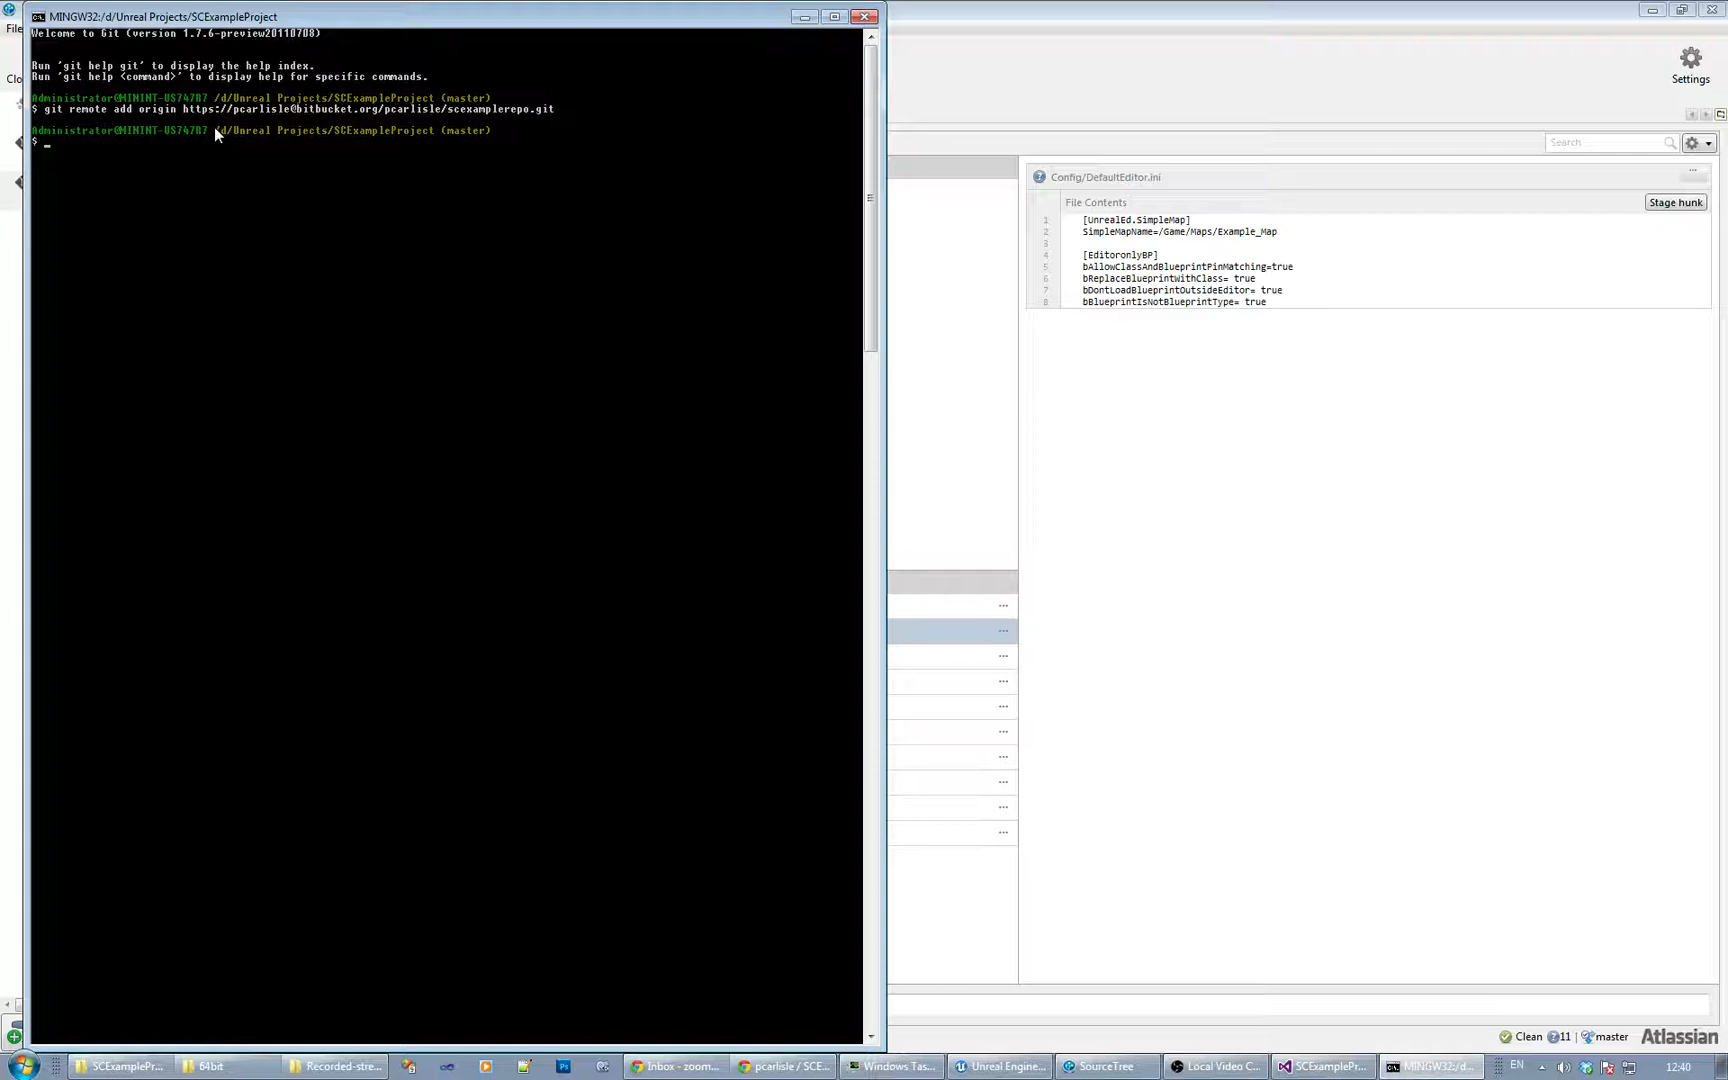 MINGW32:/d/Unreal Projects/SCExampleProject
Welcome to Git (version 1.7.6-preview20110708)
Run 'git help git' to display the help index.
Run 'git help <command>' to display help for specific commands.
Administrator@MININT-US747R7 /d/Unreal Projects/SCExampleProject (master)
$ git remote add origin https://pcarlisle@bitbucket.org/pcarlisle/scexamplerepo.git
Administrator@MININT-US747R7 /d/Unreal Projects/SCExampleProject (master)
$ _
File
Clo
Settings
Search
Config/DefaultEditor.ini
File Contents
Stage hunk
1 [UnrealEd.SimpleMap]
2 SimpleMapName=/Game/Maps/Example_Map
3
4 [EditoronlyBP]
5 bAllowClassAndBlueprintPinMatching=true
6 bReplaceBlueprintWithClass= true
7 bDontLoadBlueprintOutsideEditor= true
8 bBlueprintIsNotBlueprintType= true
Clean 11 master Atlassian
SCExamplePr... 64bit Recorded-stre... Inbox - zoom... pcarlisle / SCE... Windows Tas... Unreal Engine... SourceTree Local Video C... SCExamplePr... MINGW32:/d... EN 12:40